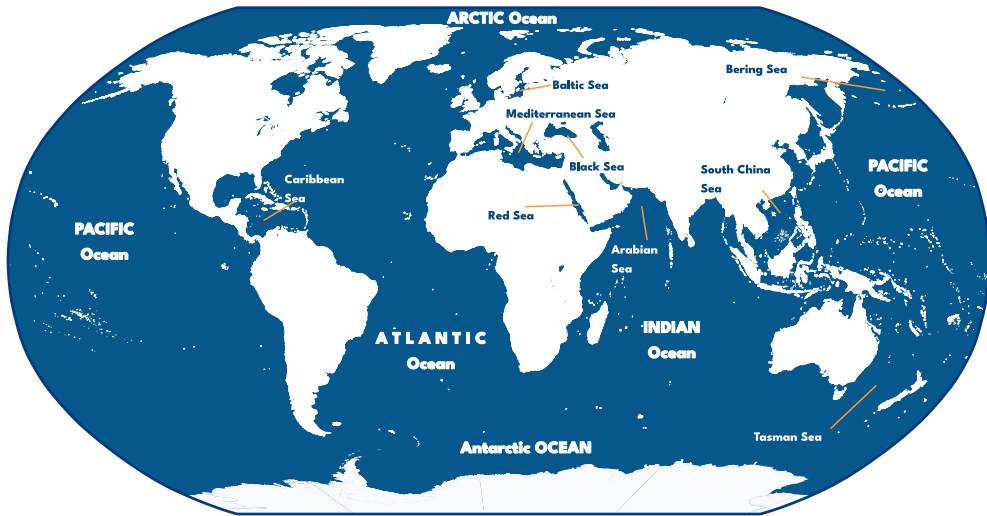 ARCTIC Ocean
Bering Sea
Baltic Sea
Mediterranean Sea
Black Sea
South China
Sea
PACIFIC
Ocean
Caribbean
Sea
Red Sea
PACIFIC
Ocean
Arabian
Sea
ATLANTIC
Ocean
INDIAN
Ocean
Tasman Sea
Antarctic OCEAN